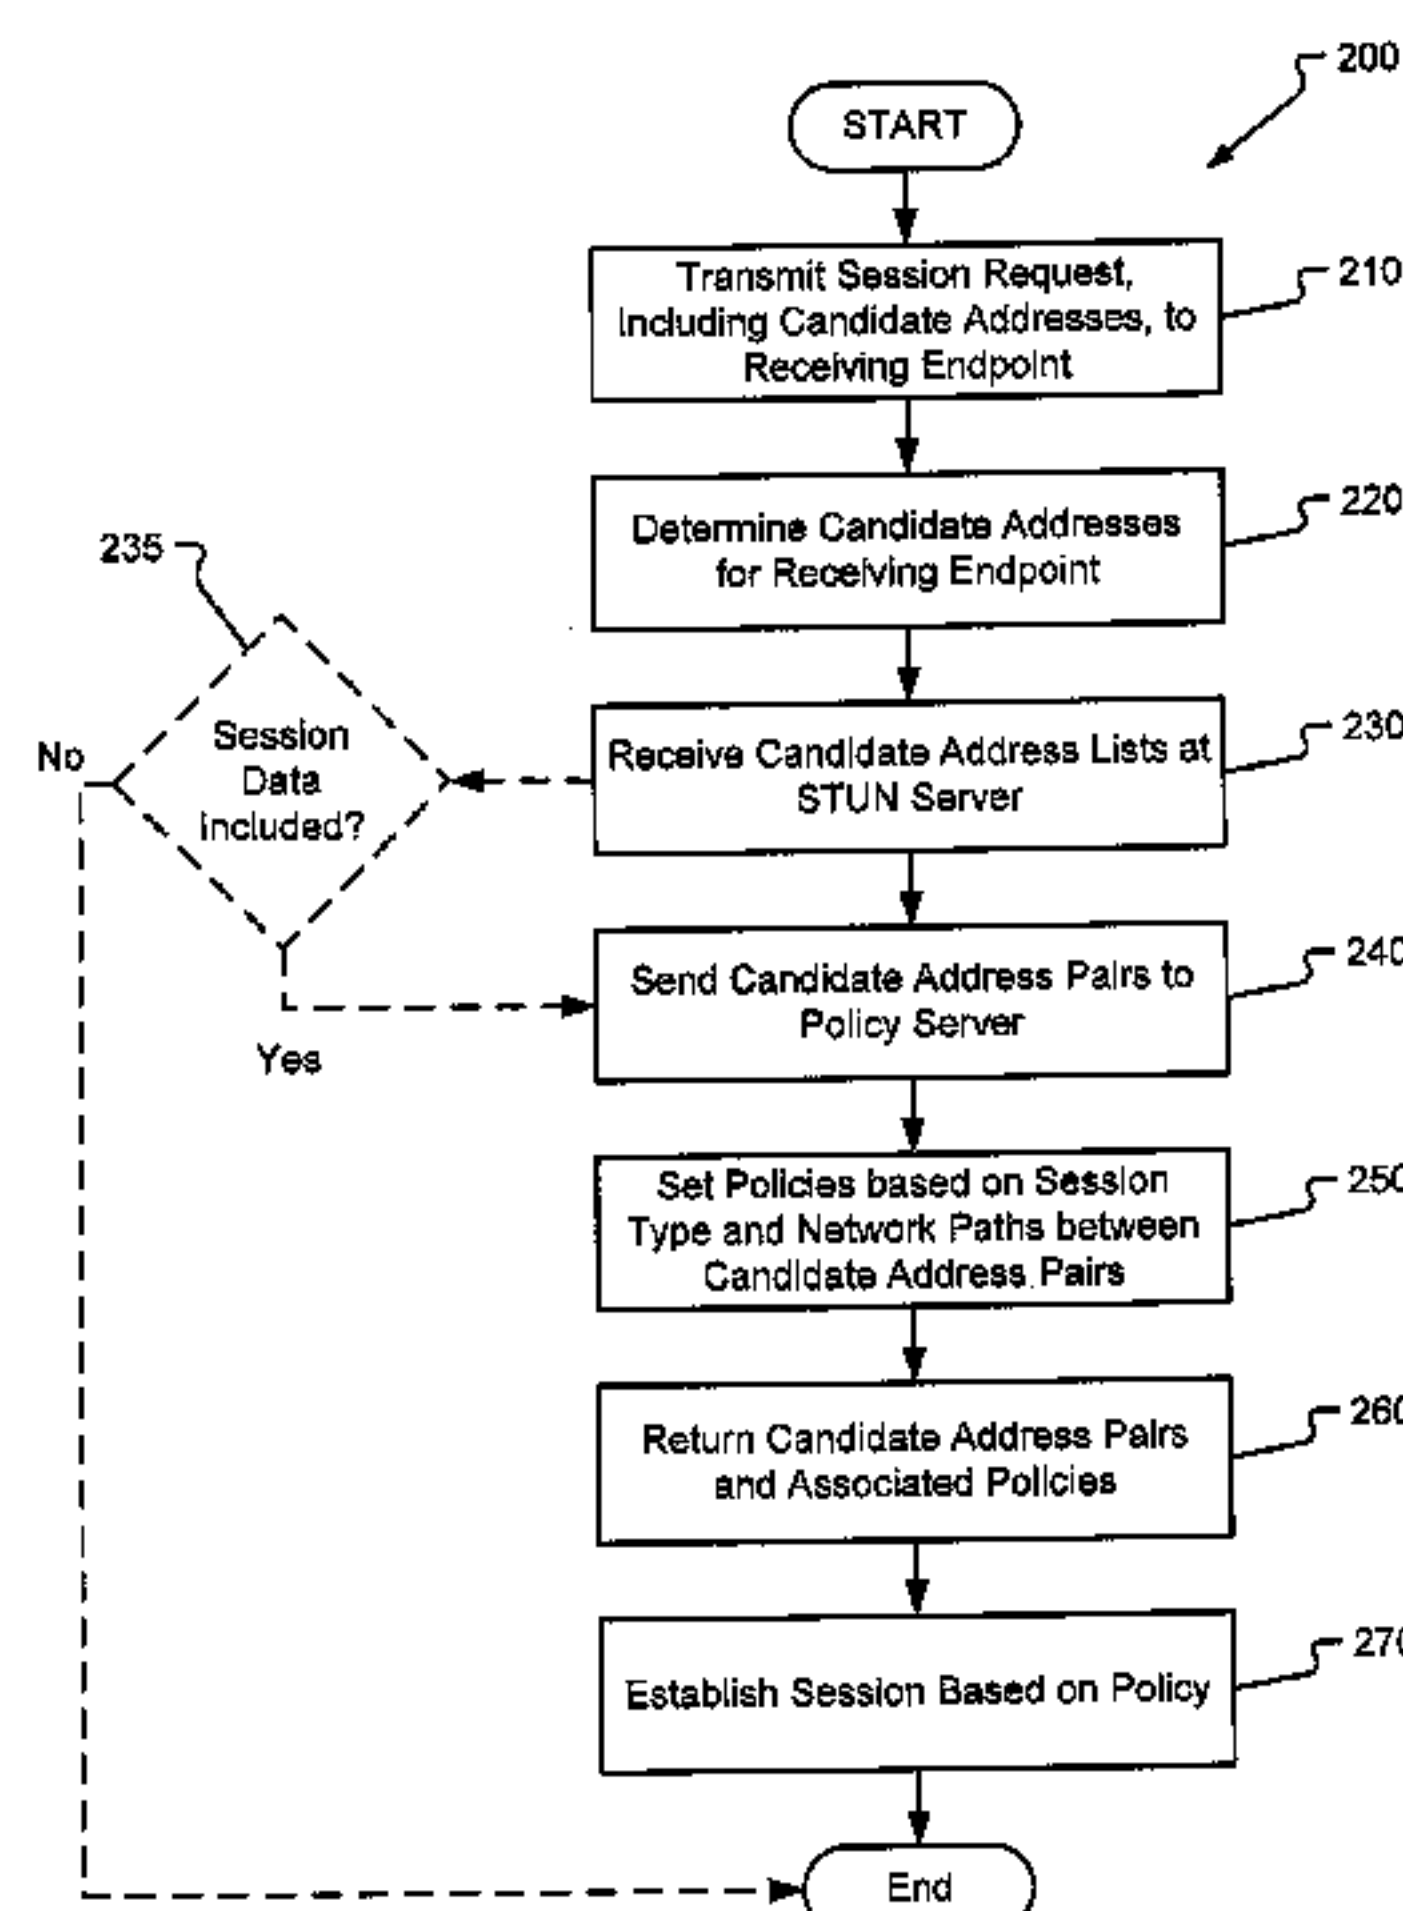 200
START
Transmit Session Request,
Including Candidate Addresses, to
Receiving Endpoint
210
Determine Candidate Addresses
for Receiving Endpoint
220
235
Session
Data
included?
No
Yes
Receive Candidate Address Lists at
STUN Server
230
Send Candidate Address Pairs to
Policy Server
240
Set Policies based on Session
Type and Network Paths between
Candidate Address Pairs
250
Return Candidate Address Pairs
and Associated Policies
260
Establish Session Based on Policy
270
End